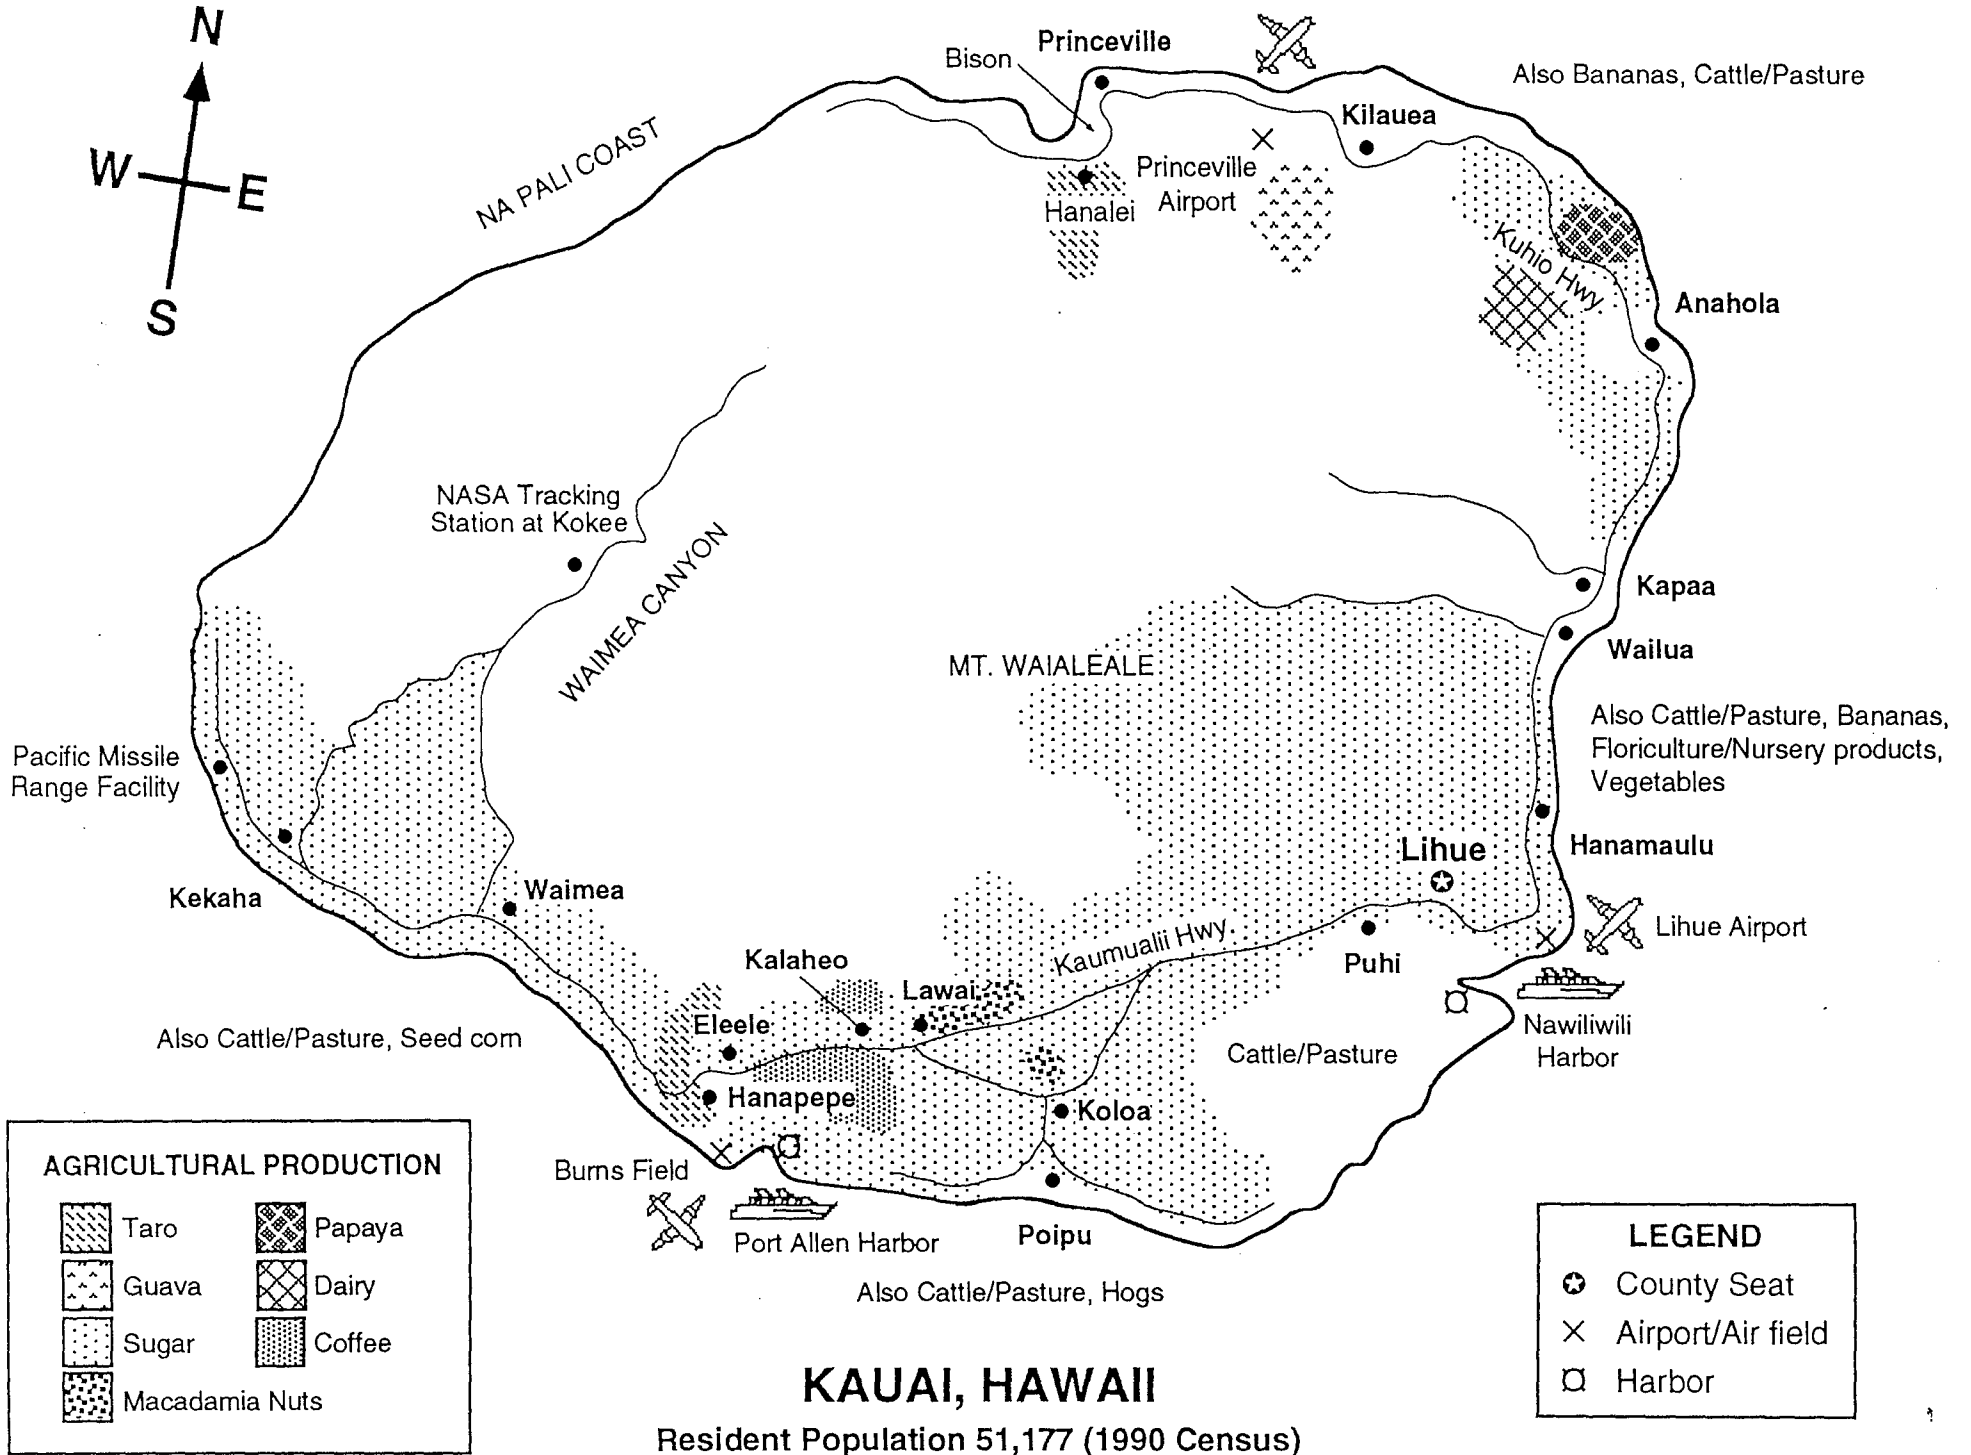 N
W
E
S
Bison
Princeville
Also Bananas, Cattle/Pasture
Kilauea
NA PALI COAST
Princeville
Airport
Hanalei
Kuhio Hwy
Anahola
NASA Tracking
Station at Kokee
WAIMEA CANYON
Kapaa
Wailua
MT. WAIALEALE
Also Cattle/Pasture, Bananas,
Floriculture/Nursery products,
Vegetables
Pacific Missile
Range Facility
Lihue
Hanamaulu
Kekaha
Waimea
Lihue Airport
Kaumualii Hwy.
Puhi
Kalaheo
Lawai
Eleele
Nawiliwili
Harbor
Also Cattle/Pasture, Seed corn
Cattle/Pasture
Hanapepe
Koloa
Burns Field
Port Allen Harbor
Poipu
Also Cattle/Pasture, Hogs
AGRICULTURAL PRODUCTION
Taro
Papaya
Guava
Dairy
Sugar
Coffee
Macadamia Nuts
LEGEND
County Seat
Airport/Air field
Harbor
KAUAI, HAWAII
Resident Population 51,177 (1990 Census)